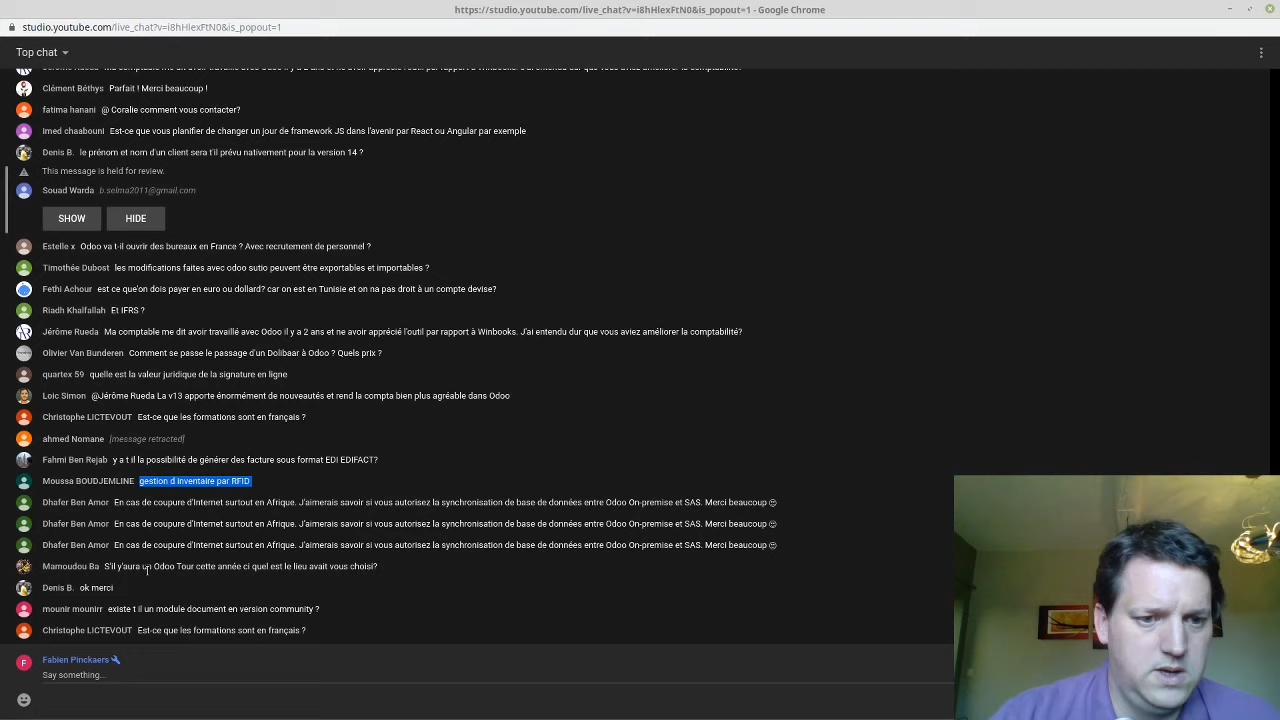 https://studio.youtube.com/live_chat?v=i8hHlexFtN0&is_popout=1 - Google Chrome
studio.youtube.com/live_chat?v=i8hHlexFtN0&is_popout=1
Top chat
Clément Béthys Parfait ! Merci beaucoup !
fatima hanani @ Coralie comment vous contacter?
Imed chaabouni Est-ce que vous planifier de changer un jour de framework JS dans l'avenir par React ou Angular par exemple
Denis B. le prénom et nom d'un client sera t'il prévu nativement pour la version 14 ?
This message is held for review.
Souad Warda b.selma2011@gmail.com
SHOW HIDE
Estelle x Odoo va t-il ouvrir des bureaux en France ? Avec recrutement de personnel ?
Timothée Dubost les modifications faites avec odoo sutio peuvent être exportables et importables ?
Fethi Achour est ce que'on dois payer en euro ou dollard? car on est en Tunisie et on na pas droit à un compte devise?
Riadh Khalfallah Et IFRS ?
Jérôme Rueda Ma comptable me dit avoir travaillé avec Odoo il y a 2 ans et ne avoir apprécié l'outil par rapport à Winbooks. J'ai entendu dur que vous aviez améliorer la comptabilité?
Olivier Van Bunderen Comment se passe le passage d'un Dolibaar à Odoo ? Quels prix ?
quartex 59 quelle est la valeur juridique de la signature en ligne
Loic Simon @Jérôme Rueda La v13 apporte énormément de nouveautés et rend la compta bien plus agréable dans Odoo
Christophe LICTEVOUT Est-ce que les formations sont en français ?
ahmed Nomane [message retracted]
Fahmi Ben Rejab y a t il la possibilité de générer des facture sous format EDI EDIFACT?
Moussa BOUDJEMLINE gestion d inventaire par RFID
Dhafer Ben Amor En cas de coupure d'Internet surtout en Afrique. J'aimerais savoir si vous autorisez la synchronisation de base de données entre Odoo On-premise et SAS. Merci beaucoup 🙄
Dhafer Ben Amor En cas de coupure d'Internet surtout en Afrique. J'aimerais savoir si vous autorisez la synchronisation de base de données entre Odoo On-premise et SAS. Merci beaucoup 🙄
Dhafer Ben Amor En cas de coupure d'Internet surtout en Afrique. J'aimerais savoir si vous autorisez la synchronisation de base de données entre Odoo On-premise et SAS. Merci beaucoup 🙄
Mamoudou Ba S'il y'aura un Odoo Tour cette année ci quel est le lieu avait vous choisi?
Denis B. ok merci
mounir mounirr existe t il un module document en version community ?
Christophe LICTEVOUT Est-ce que les formations sont en français ?
F Fabien Pinckaers
Say something...